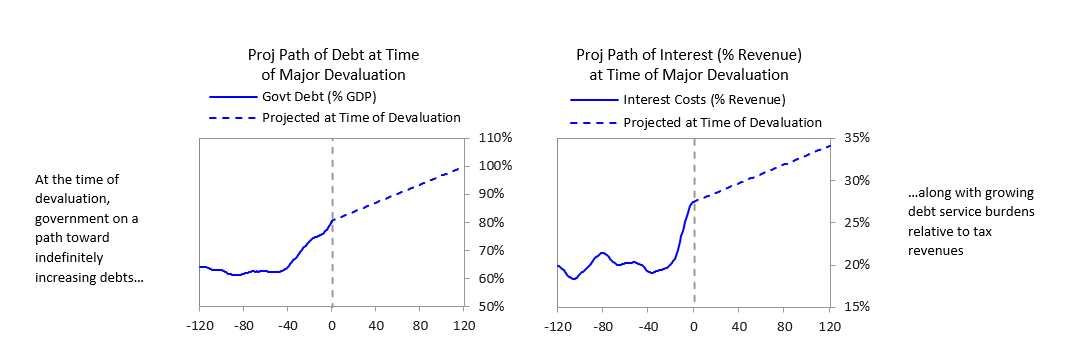 Proj Path of Debt at Time
of Major Devaluation
Govt Debt (% GDP)
Projected at Time of Devaluation
110%
100%
90%
80%
70%
60%
50%
-120 -80 -40 0 40 80 120
At the time of
devaluation,
government on a
path toward
indefinitely
increasing debts...
Proj Path of Interest (% Revenue)
at Time of Major Devaluation
Interest Costs (% Revenue)
Projected at Time of Devaluation
35%
30%
25%
20%
15%
-120 -80 -40 0 40 80 120
...along with growing
debt service burdens
relative to tax
revenues